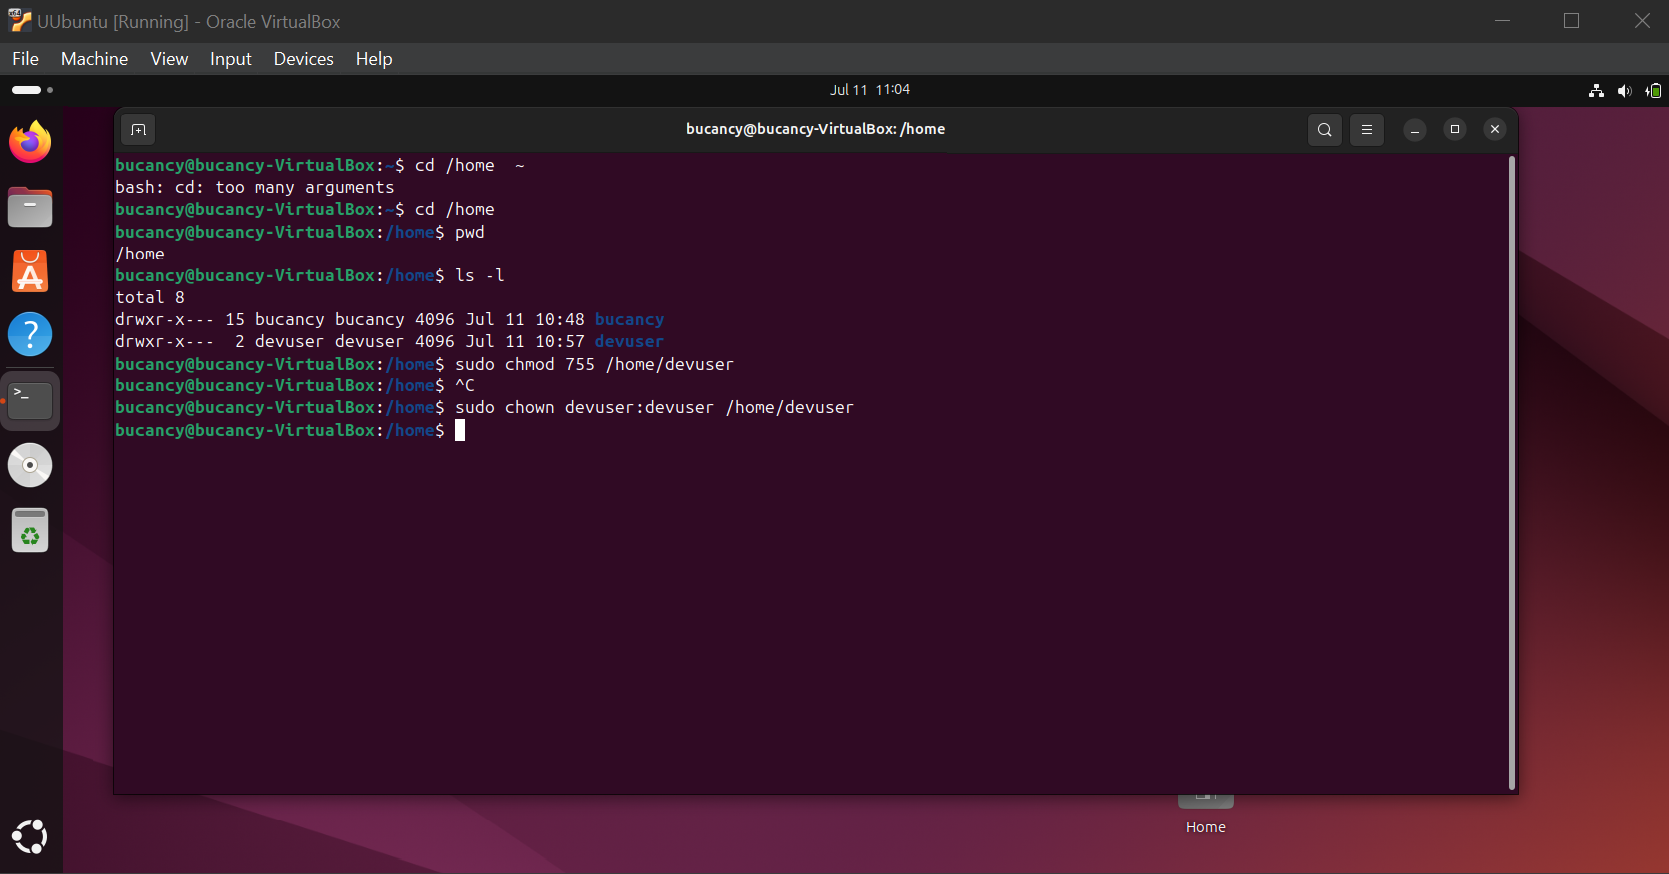 UUbuntu [Running] - Oracle VirtualBox
File Machine View Input Devices Help
Jul 11 11:04
bucancy@bucancy-VirtualBox: /home
bucancy@bucancy-VirtualBox:~$ cd /home  ~
bash: cd: too many arguments
bucancy@bucancy-VirtualBox:~$ cd /home
bucancy@bucancy-VirtualBox:/home$ pwd
/home
bucancy@bucancy-VirtualBox:/home$ ls -l
total 8
drwxr-x--- 15 bucancy bucancy 4096 Jul 11 10:48 bucancy
drwxr-x---  2 devuser devuser 4096 Jul 11 10:57 devuser
bucancy@bucancy-VirtualBox:/home$ sudo chmod 755 /home/devuser
bucancy@bucancy-VirtualBox:/home$ ^C
bucancy@bucancy-VirtualBox:/home$ sudo chown devuser:devuser /home/devuser
bucancy@bucancy-VirtualBox:/home$
Home